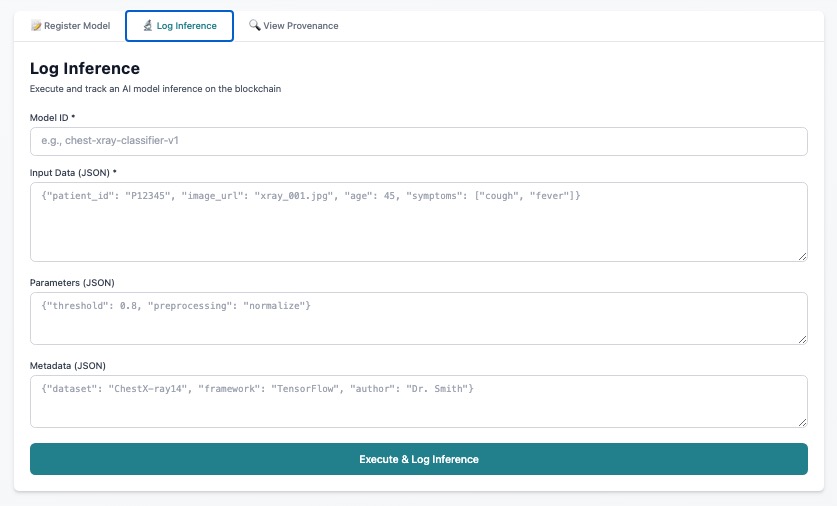 Register Model
Log Inference
View Provenance
Log Inference
Execute and track an AI model inference on the blockchain
Model ID *
e.g., chest-xray-classifier-v1
Input Data (JSON) *
{"patient_id": "P12345", "image_url": "xray_001.jpg", "age": 45, "symptoms": ["cough", "fever"]}
Parameters (JSON)
{"threshold": 0.8, "preprocessing": "normalize"}
Metadata (JSON)
{"dataset": "ChestX-ray14", "framework": "TensorFlow", "author": "Dr. Smith"}
Execute & Log Inference